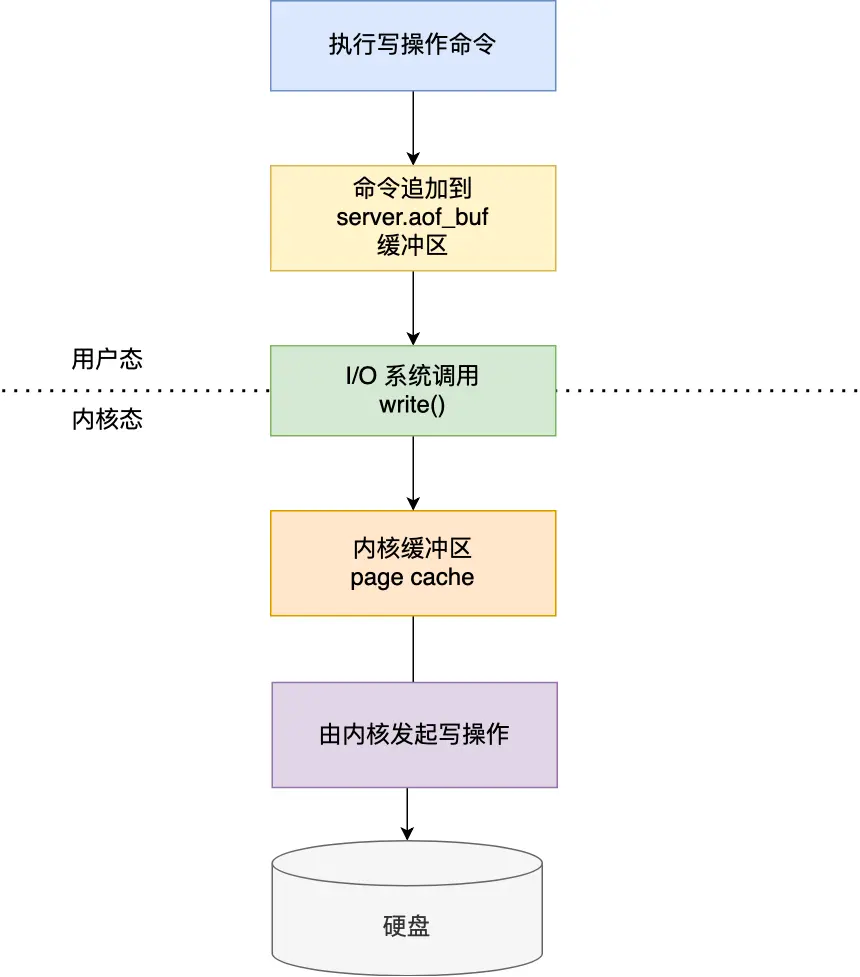 执行写操作命令
命令追加到
server.aof_buf
缓冲区
用户态
I/O 系统调用
write()
内核态
内核缓冲区
page cache
由内核发起写操作
硬盘